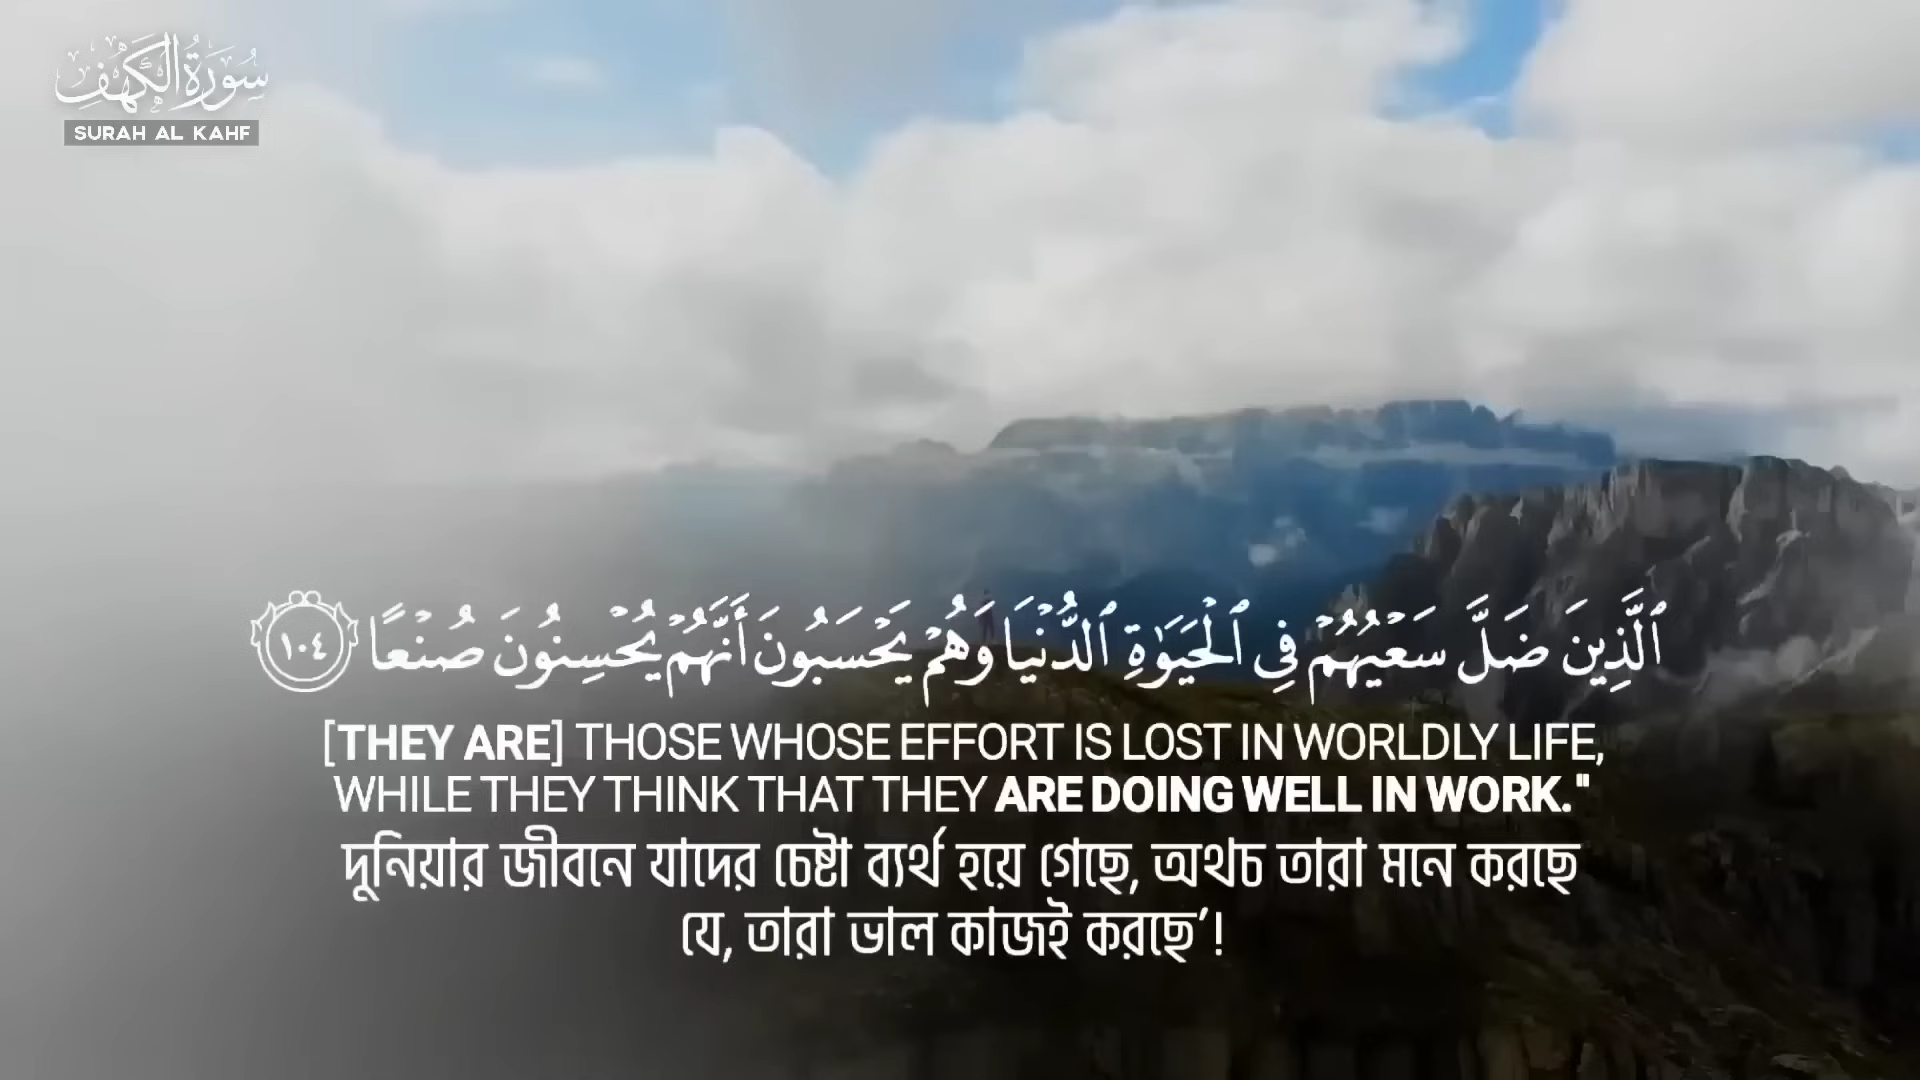 سُورَةُ الكَهْفِ
SURAH AL KAHF
ٱلَّذِينَ ضَلَّ سَعْيُهُمْ فِى ٱلْحَيَوٰةِ ٱلدُّنْيَا وَهُمْ يَحْسَبُونَ أَنَّهُمْ يُحْسِنُونَ صُنْعًا ١٠٤
[THEY ARE] THOSE WHOSE EFFORT IS LOST IN WORLDLY LIFE,
WHILE THEY THINK THAT THEY ARE DOING WELL IN WORK."
দুনিয়ার জীবনে যাদের চেষ্টা ব্যর্থ হয়ে গেছে, অথচ তারা মনে করছে
যে, তারা ভাল কাজই করছে’!